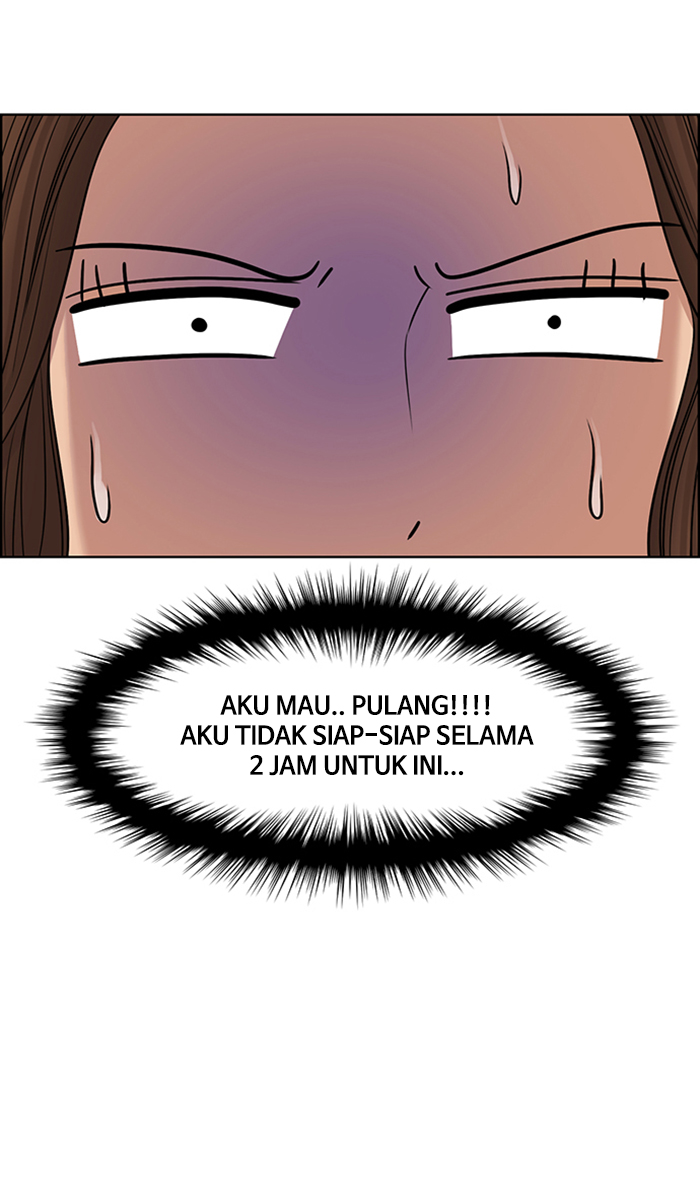 AKU MAU.. PULANG!!!!
AKU TIDAK SIAP-SIAP SELAMA
2 JAM UNTUK INI...